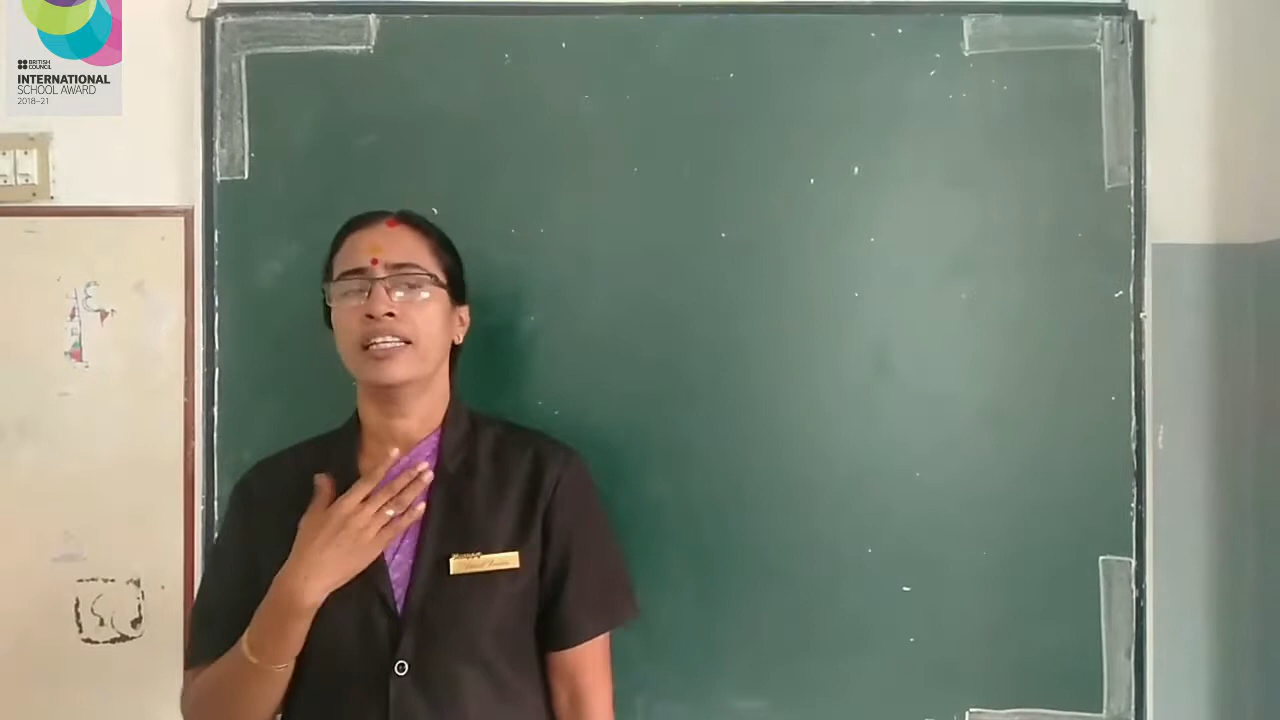 BRITISH
COUNCIL
INTERNATIONAL
SCHOOL AWARD
2018–21